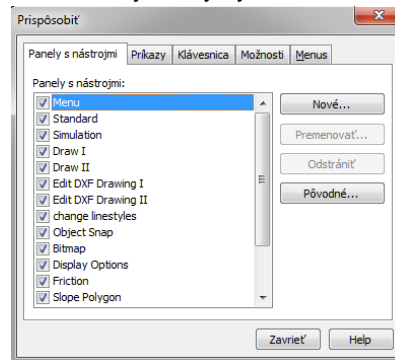 Prispôsobiť
Panely s nástrojmi Príkazy Klávesnica Možnosti Menus
Panely s nástrojmi:
Menu
Standard
Simulation
Draw I
Draw II
Edit DXF Drawing I
Edit DXF Drawing II
change linestyles
Object Snap
Bitmap
Display Options
Friction
Slope Polygon
Nové...
Premenovať...
Odstrániť
Pôvodné...
Zavrieť Help